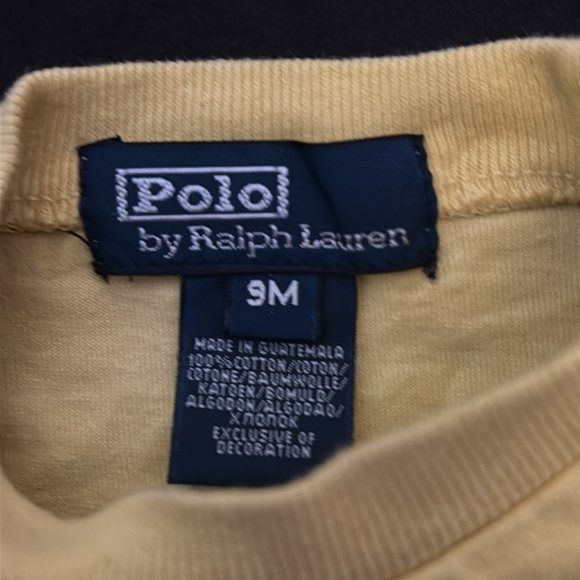 Polo
by Ralph Lauren
9M
MADE IN GUATEMALA
100% COTTON/COTON/
COTONE/BAUMWOLLE/
KATOEN/BOMULD/
ALGODON/ALGODAO/
ХЛОПОК
EXCLUSIVE OF
DECORATION